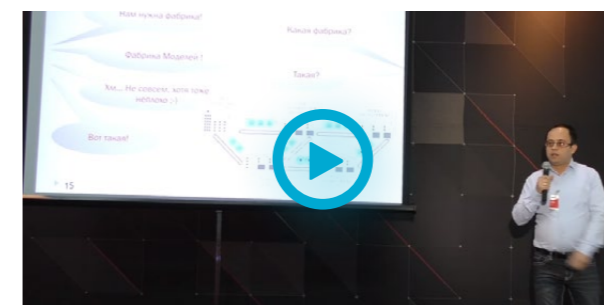 Нам нужна фабрика!
Какая фабрика?
Фабрика Моделей !
Такая?
Хм... Не совсем, хотя тоже
неплохо :-)
Вот такая!
15